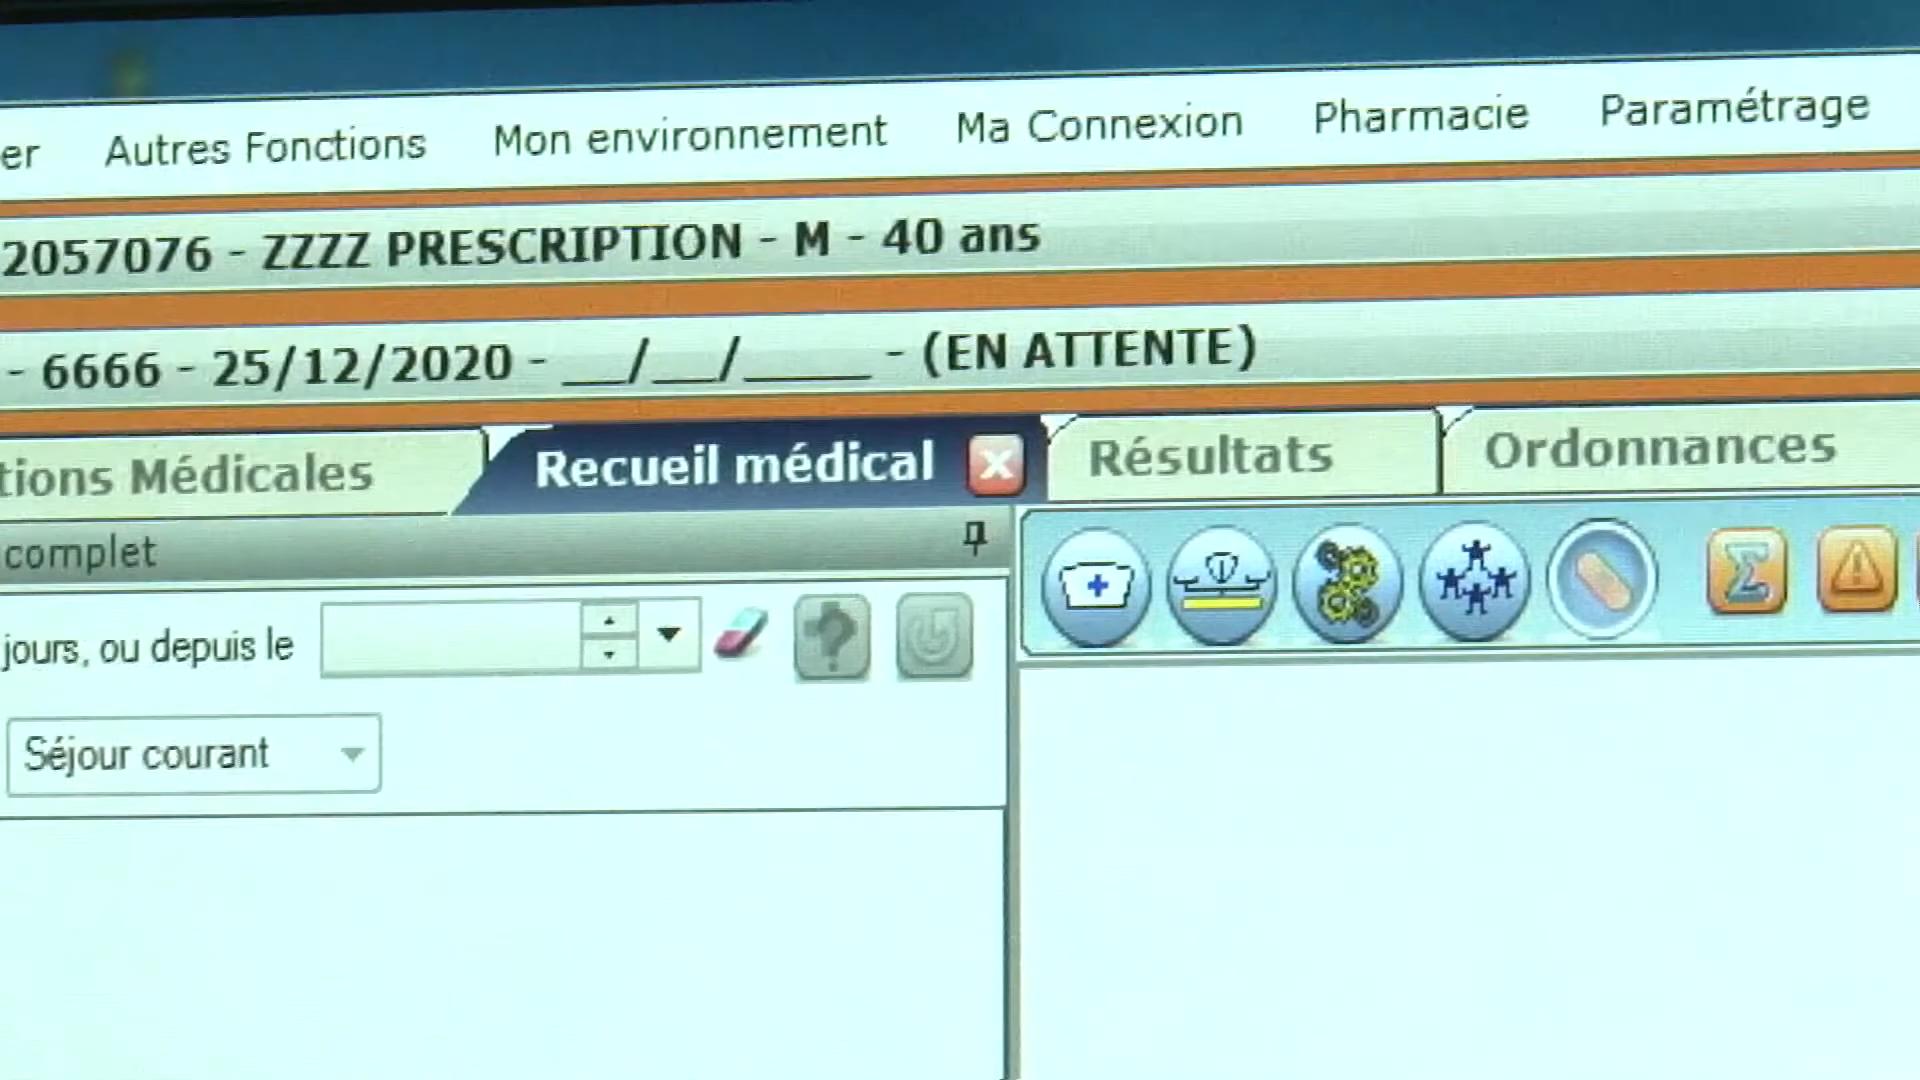 er Autres Fonctions Mon environnement Ma Connexion Pharmacie Paramétrage
2057076 - ZZZZ PRESCRIPTION - M - 40 ans
- 6666 - 25/12/2020 - __/__/____ - (EN ATTENTE)
tions Médicales Recueil médical Résultats Ordonnances
complet
jours, ou depuis le
Séjour courant